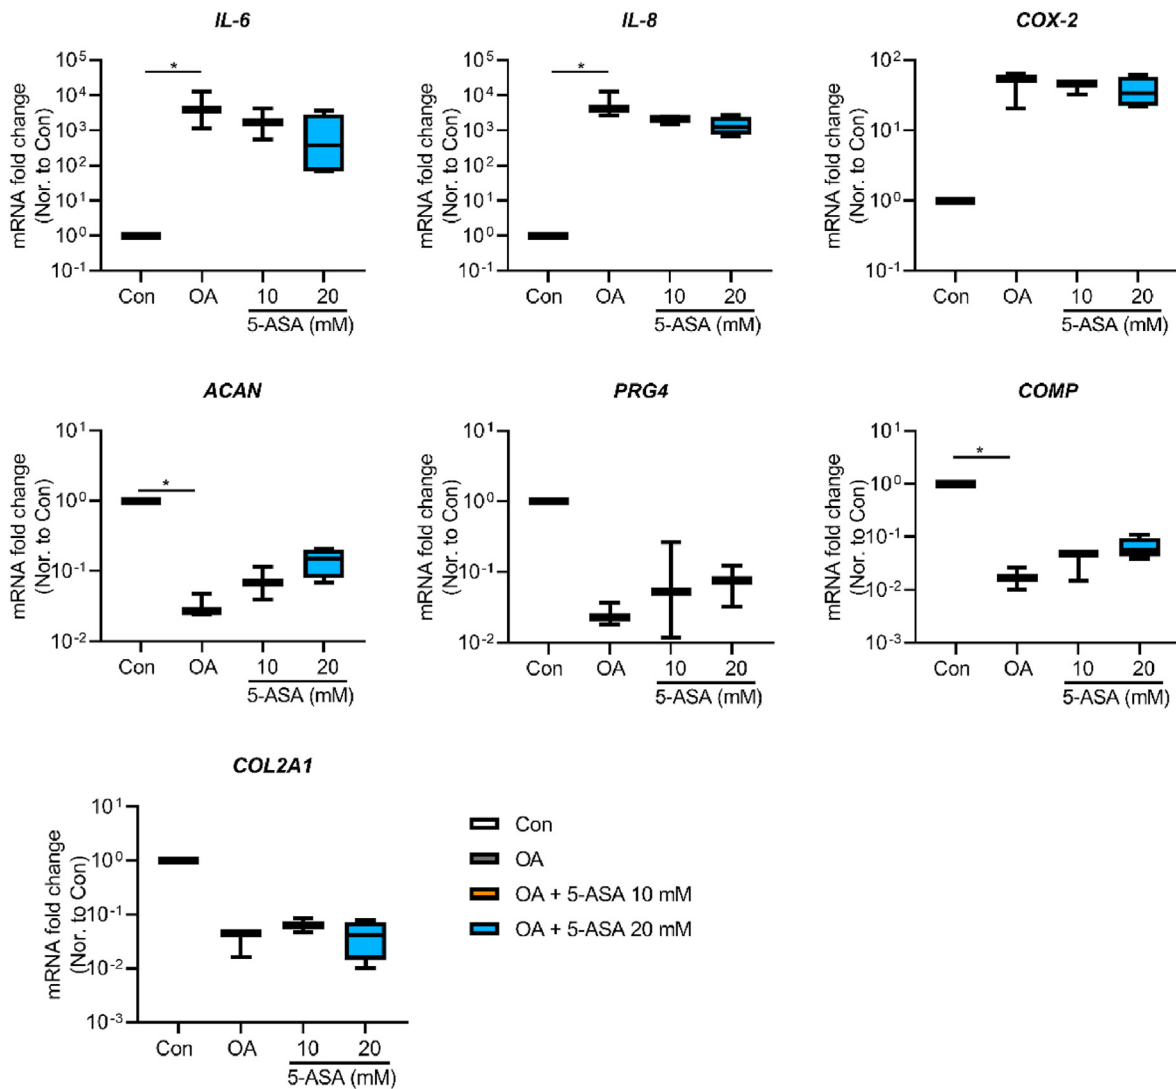 IL-6
mRNA fold change
(Nor. to Con)
10⁵
10⁴
10³
10²
10¹
10⁰
10⁻¹
*
Con OA 10 20
5-ASA (mM)
IL-8
mRNA fold change
(Nor. to Con)
10⁵
10⁴
10³
10²
10¹
10⁰
10⁻¹
*
Con OA 10 20
5-ASA (mM)
COX-2
mRNA fold change
(Nor. to Con)
10²
10¹
10⁰
10⁻¹
Con OA 10 20
5-ASA (mM)
ACAN
mRNA fold change
(Nor. to Con)
10¹
10⁰
10⁻¹
10⁻²
*
Con OA 10 20
5-ASA (mM)
PRG4
mRNA fold change
(Nor. to Con)
10¹
10⁰
10⁻¹
10⁻²
Con OA 10 20
5-ASA (mM)
COMP
mRNA fold change
(Nor. to Con)
10¹
10⁰
10⁻¹
10⁻²
10⁻³
*
Con OA 10 20
5-ASA (mM)
COL2A1
mRNA fold change
(Nor. to Con)
10¹
10⁰
10⁻¹
10⁻²
10⁻³
Con OA 10 20
5-ASA (mM)
Con
OA
OA + 5-ASA 10 mM
OA + 5-ASA 20 mM